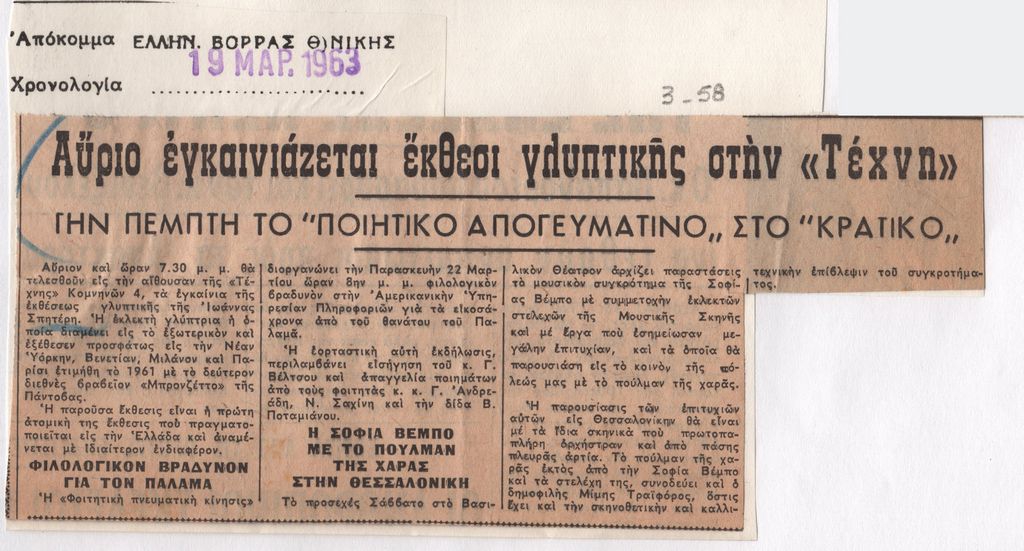 Ἀπόκομμα ΕΛΛΗΝ. ΒΟΡΡΑΣ Θ)ΝΙΚΗΣ
19 ΜΑΡ. 1963
Χρονολογία ........................
3-58
Αὔριο ἐγκαινιάζεται ἔκθεσι γλυπτικῆς στὴν «Τέχνη»
ΤΗΝ ΠΕΜΠΤΗ ΤΟ "ΠΟΙΗΤΙΚΟ ΑΠΟΓΕΥΜΑΤΙΝΟ„ ΣΤΟ "ΚΡΑΤΙΚΟ„
Αὔριον καὶ ὥραν 7.30 μ. μ. θὰ
τελεσθοῦν εἰς τὴν αἴθουσαν τῆς «Τέ-
χνης» Κομνηνῶν 4, τὰ ἐγκαίνια τῆς
ἐκθέσεως γλυπτικῆς τῆς Ἰωάννας
Σπητέρη. Ἡ ἐκλεκτὴ γλύπτρια ἡ ὁ-
ποία διαμένει εἰς τὸ ἐξωτερικὸν καὶ
ἐξέθεσεν προσφάτως εἰς τὴν Νέαν
Ὑόρκην, Βενετίαν, Μιλάνον καὶ Πα-
ρίσι ἐτιμήθη τὸ 1961 μὲ τὸ δεύτερον
διεθνὲς βραβεῖον «Μπρονζέττο» τῆς
Πάντοβας.
Ἡ παροῦσα ἔκθεσις εἶναι ἡ πρώτη
ἀτομική της ἔκθεσις ποὺ πραγματο-
ποιεῖται εἰς τὴν Ἑλλάδα καὶ ἀναμέ-
νεται μὲ ἰδιαίτερον ἐνδιαφέρον.
ΦΙΛΟΛΟΓΙΚΟΝ ΒΡΑΔΥΝΟΝ
ΓΙΑ ΤΟΝ ΠΑΛΑΜΑ
Ἡ «Φοιτητικὴ πνευματικὴ κίνησις»
διοργανώνει τὴν Παρασκευὴν 22 Μαρ-
τίου ὥραν 8ην μ. μ. φιλολογικὸν
βραδυνὸν στὴν Ἀμερικανικὴν Ὑπη-
ρεσίαν Πληροφοριῶν γιὰ τὰ εἰκοσά-
χρονα ἀπὸ τοῦ θανάτου τοῦ Πα-
λαμᾶ.
Ἡ ἑορταστικὴ αὐτὴ ἐκδήλωσις,
περιλαμβάνει εἰσήγηση τοῦ κ. Γ.
Βέλτσου καὶ ἀπαγγελία ποιημάτων
ἀπὸ τοὺς φοιτητὰς κ. κ. Γ. Ἀνδρεά-
δη, Ν. Σαχίνη καὶ τὴν δίδα Β.
Ποταμιάνου.
Η ΣΟΦΙΑ ΒΕΜΠΟ
ΜΕ ΤΟ ΠΟΥΛΜΑΝ
ΤΗΣ ΧΑΡΑΣ
ΣΤΗΝ ΘΕΣΣΑΛΟΝΙΚΗ
Τὸ προσεχὲς Σάββατο στὸ Βασι-
λικὸν Θέατρον ἀρχίζει παραστάσεις
τὸ μουσικὸν συγκρότημα τῆς Σοφί-
ας Βέμπο μὲ συμμετοχὴν ἐκλεκτῶν
στελεχῶν τῆς Μουσικῆς Σκηνῆς
καὶ μὲ ἔργα ποὺ ἐσημείωσαν με-
γάλην ἐπιτυχίαν, καὶ τὰ ὁποῖα θὰ
παρουσιάση εἰς τὸ κοινὸν τῆς πό-
λεώς μας μὲ τὸ πούλμαν τῆς χαρᾶς.
Ἡ παρουσίασις τῶν ἐπιτυχιῶν
αὐτῶν εἰς Θεσσαλονίκην θὰ εἶναι
μὲ τὰ ἴδια σκηνικὰ ποὺ πρωτοπα-
πλήρη ὀρχήστραν καὶ ἀπὸ πάσης
πλευρᾶς ἀρτία. Τὸ πούλμαν τῆς χα-
ρᾶς ἐκτὸς ἀπὸ τὴν Σοφία Βέμπο
καὶ τὰ στελέχη της, συνοδεύει καὶ ὁ
δημοφιλὴς Μίμης Τραϊφόρος, ὅστις
ἔχει καὶ τὴν σκηνοθετικὴν καὶ καλλι-
τεχνικὴν ἐπίβλεψιν τοῦ συγκροτήμα-
τος.